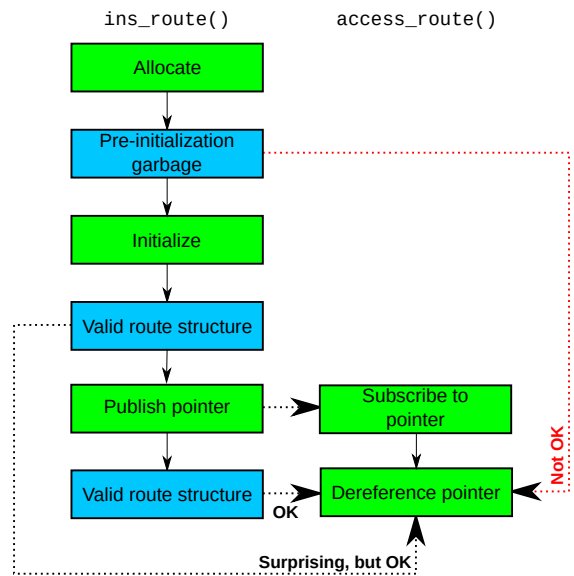 ins_route() access_route()
Allocate
Pre-initialization
garbage
Initialize
Valid route structure
Publish pointer
Subscribe to
pointer
Not OK
Valid route structure
Dereference pointer
OK
Surprising, but OK